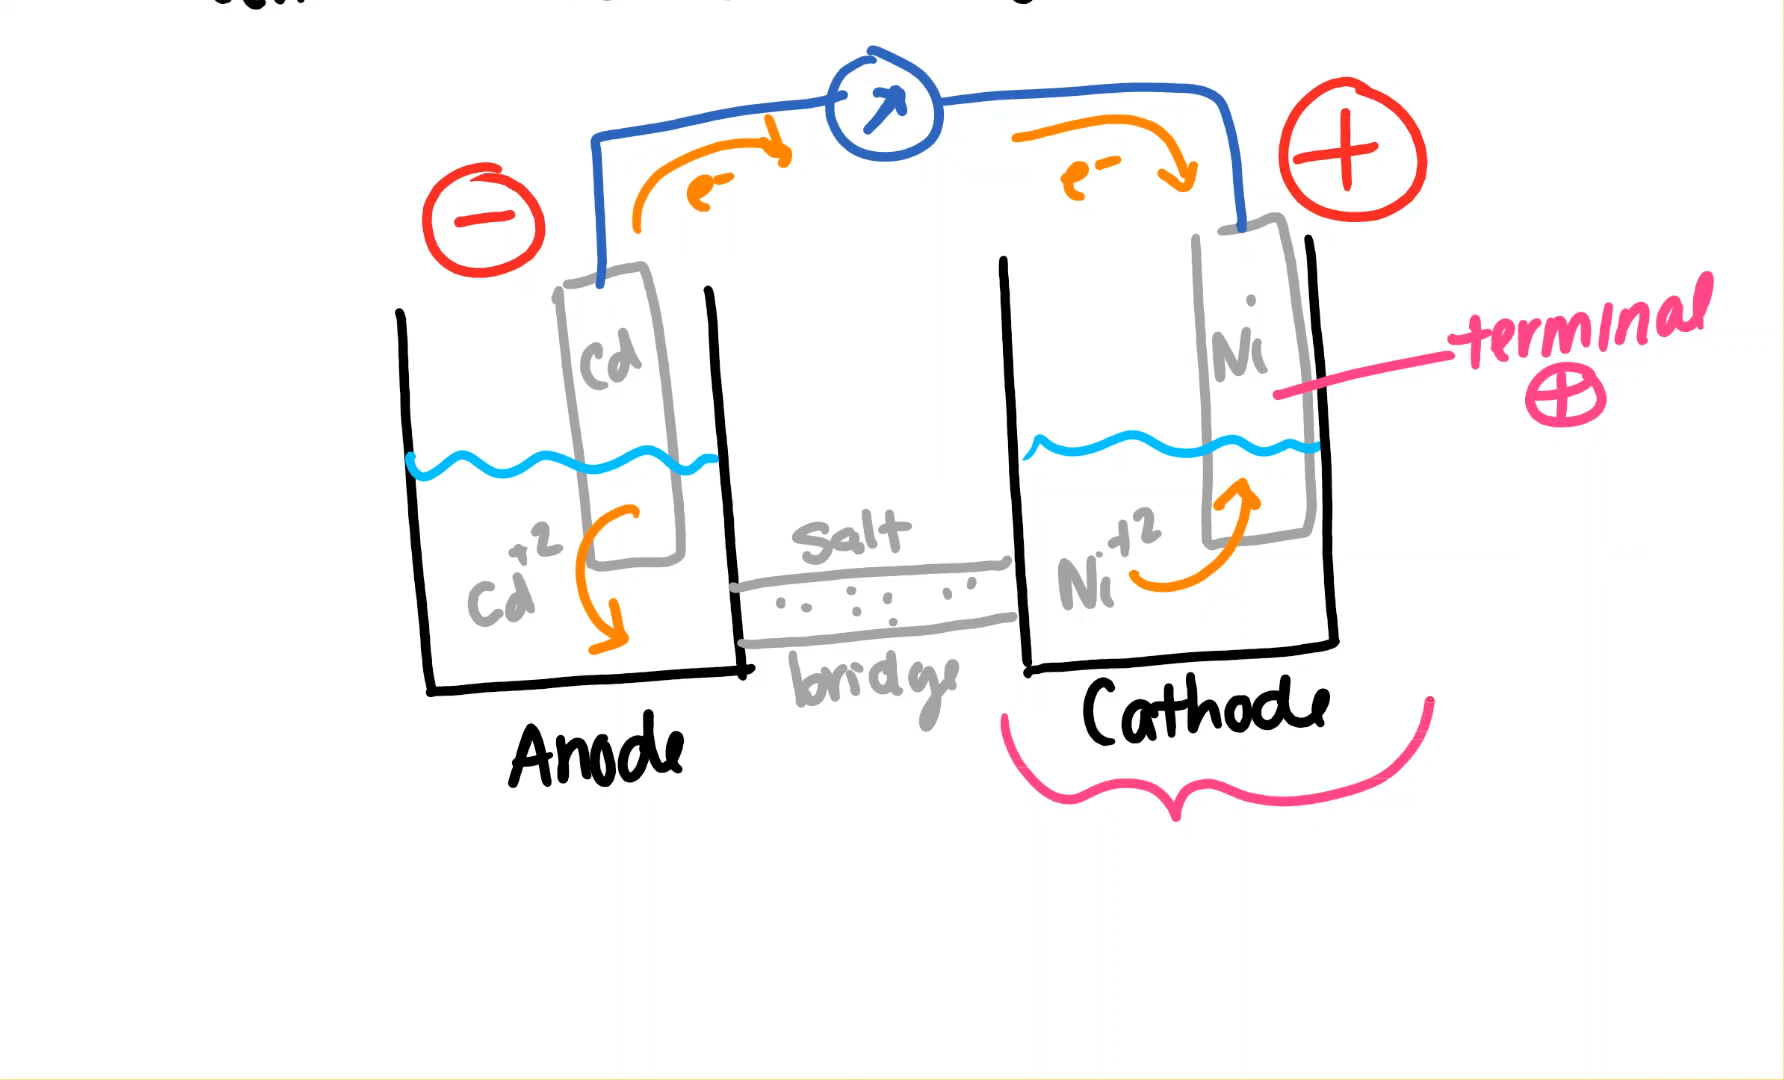 e-
e-
−
+
Cd
Ni
terminal
+
Cd+2
Ni+2
salt
bridge
Anode
Cathode